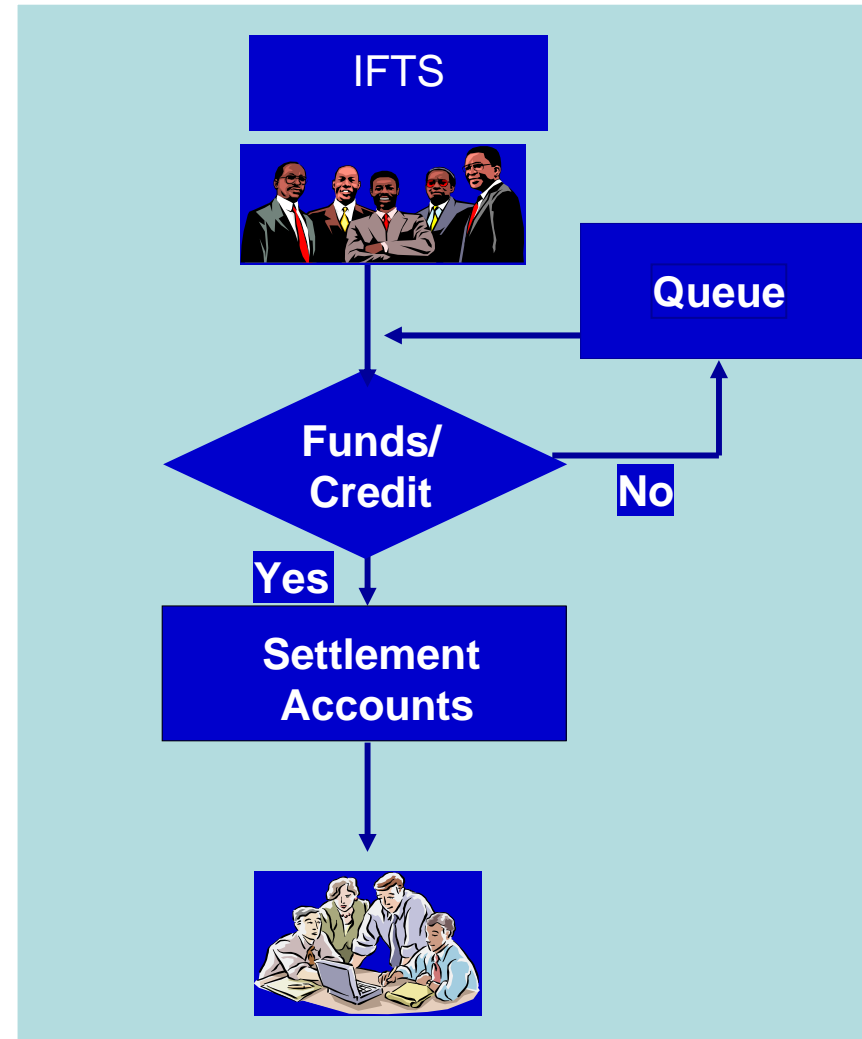 IFTS
Queue
Funds/
Credit
No
Yes
Settlement
Accounts